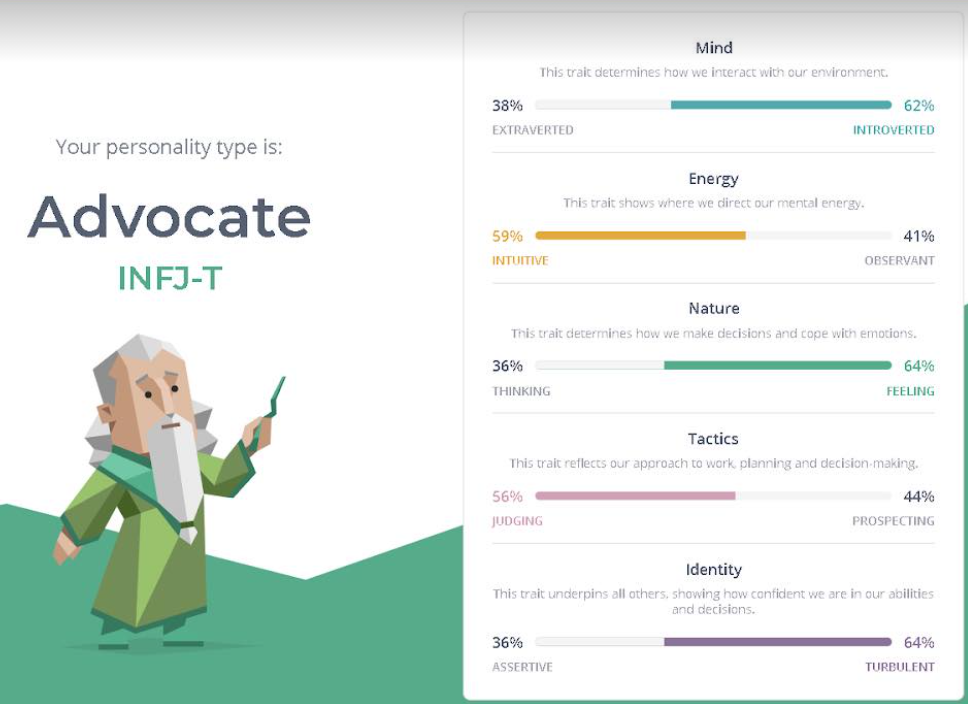 Your personality type is:
Advocate
INFJ-T
Mind
This trait determines how we interact with our environment.
38% 62%
EXTRAVERTED INTROVERTED
Energy
This trait shows where we direct our mental energy.
59% 41%
INTUITIVE OBSERVANT
Nature
This trait determines how we make decisions and cope with emotions.
36% 64%
THINKING FEELING
Tactics
This trait reflects our approach to work, planning and decision-making.
56% 44%
JUDGING PROSPECTING
Identity
This trait underpins all others, showing how confident we are in our abilities
and decisions.
36% 64%
ASSERTIVE TURBULENT